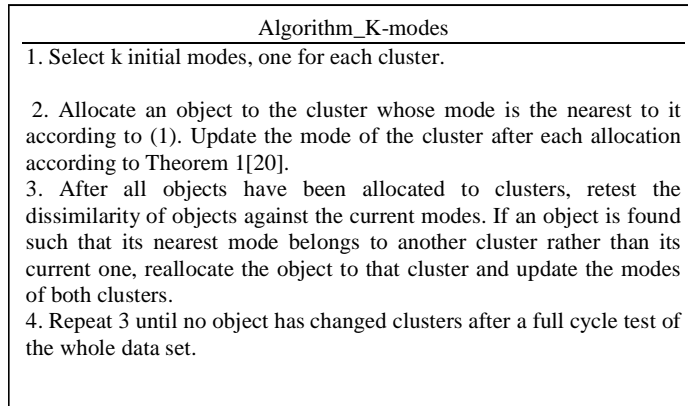 Algorithm_K-modes
1. Select k initial modes, one for each cluster.
2. Allocate an object to the cluster whose mode is the nearest to it
according to (1). Update the mode of the cluster after each allocation
according to Theorem 1[20].
3. After all objects have been allocated to clusters, retest the
dissimilarity of objects against the current modes. If an object is found
such that its nearest mode belongs to another cluster rather than its
current one, reallocate the object to that cluster and update the modes
of both clusters.
4. Repeat 3 until no object has changed clusters after a full cycle test of
the whole data set.